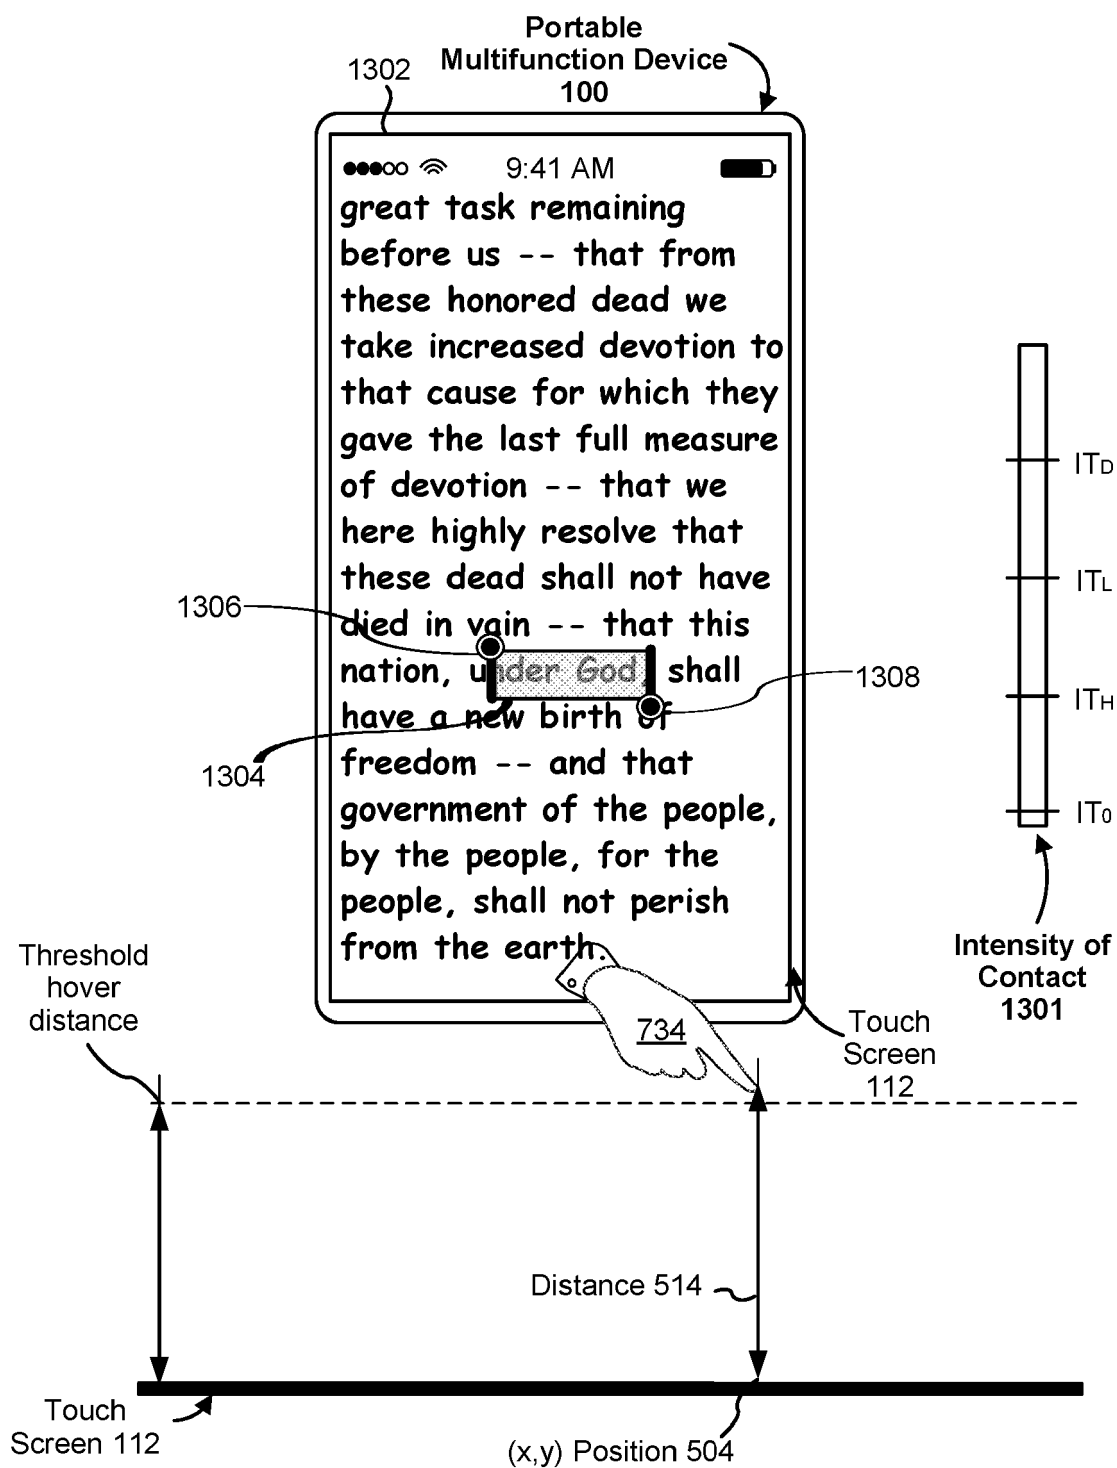 Portable
Multifunction Device
100
1302
9:41 AM
great task remaining
before us -- that from
these honored dead we
take increased devotion to
that cause for which they
gave the last full measure
of devotion -- that we
here highly resolve that
these dead shall not have
died in vain -- that this
nation, under God, shall
have a new birth of
freedom -- and that
government of the people,
by the people, for the
people, shall not perish
from the earth.
1306
1308
1304
ITD
ITL
ITH
IT0
Intensity of
Contact
1301
Threshold
hover
distance
734
Touch
Screen
112
Distance 514
Touch
Screen 112
(x,y) Position 504